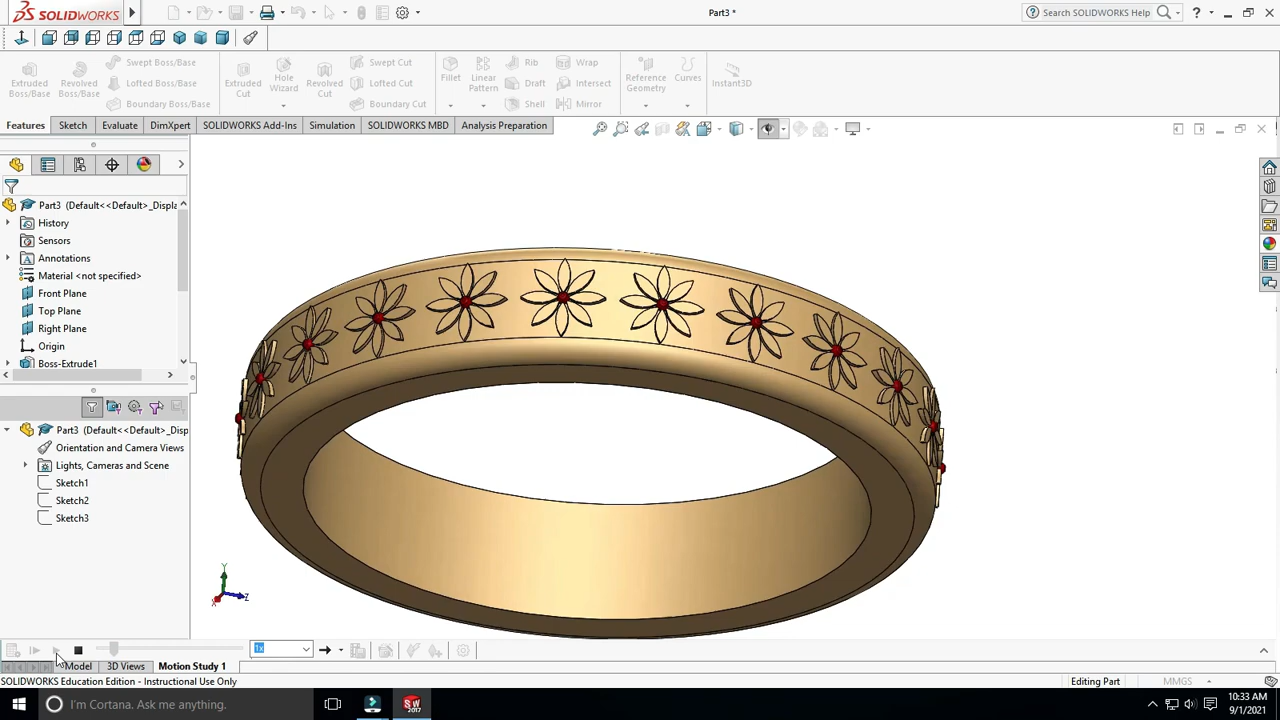 SOLIDWORKS
Part3 *
Search SOLIDWORKS Help
Extruded Boss/Base
Revolved Boss/Base
Swept Boss/Base
Lofted Boss/Base
Boundary Boss/Base
Extruded Cut
Hole Wizard
Revolved Cut
Swept Cut
Lofted Cut
Boundary Cut
Fillet
Linear Pattern
Rib
Draft
Shell
Wrap
Intersect
Mirror
Reference Geometry
Curves
Instant3D
Features
Sketch
Evaluate
DimXpert
SOLIDWORKS Add-Ins
Simulation
SOLIDWORKS MBD
Analysis Preparation
Part3 (Default<<Default>_Displa
History
Sensors
Annotations
Material <not specified>
Front Plane
Top Plane
Right Plane
Origin
Boss-Extrude1
Part3 (Default<<Default>_Disp
Orientation and Camera Views
Lights, Cameras and Scene
Sketch1
Sketch2
Sketch3
Y
X
Z
1x
Model
3D Views
Motion Study 1
SOLIDWORKS Education Edition - Instructional Use Only
Editing Part
MMGS
I'm Cortana. Ask me anything.
SW
2017
10:33 AM
9/1/2021